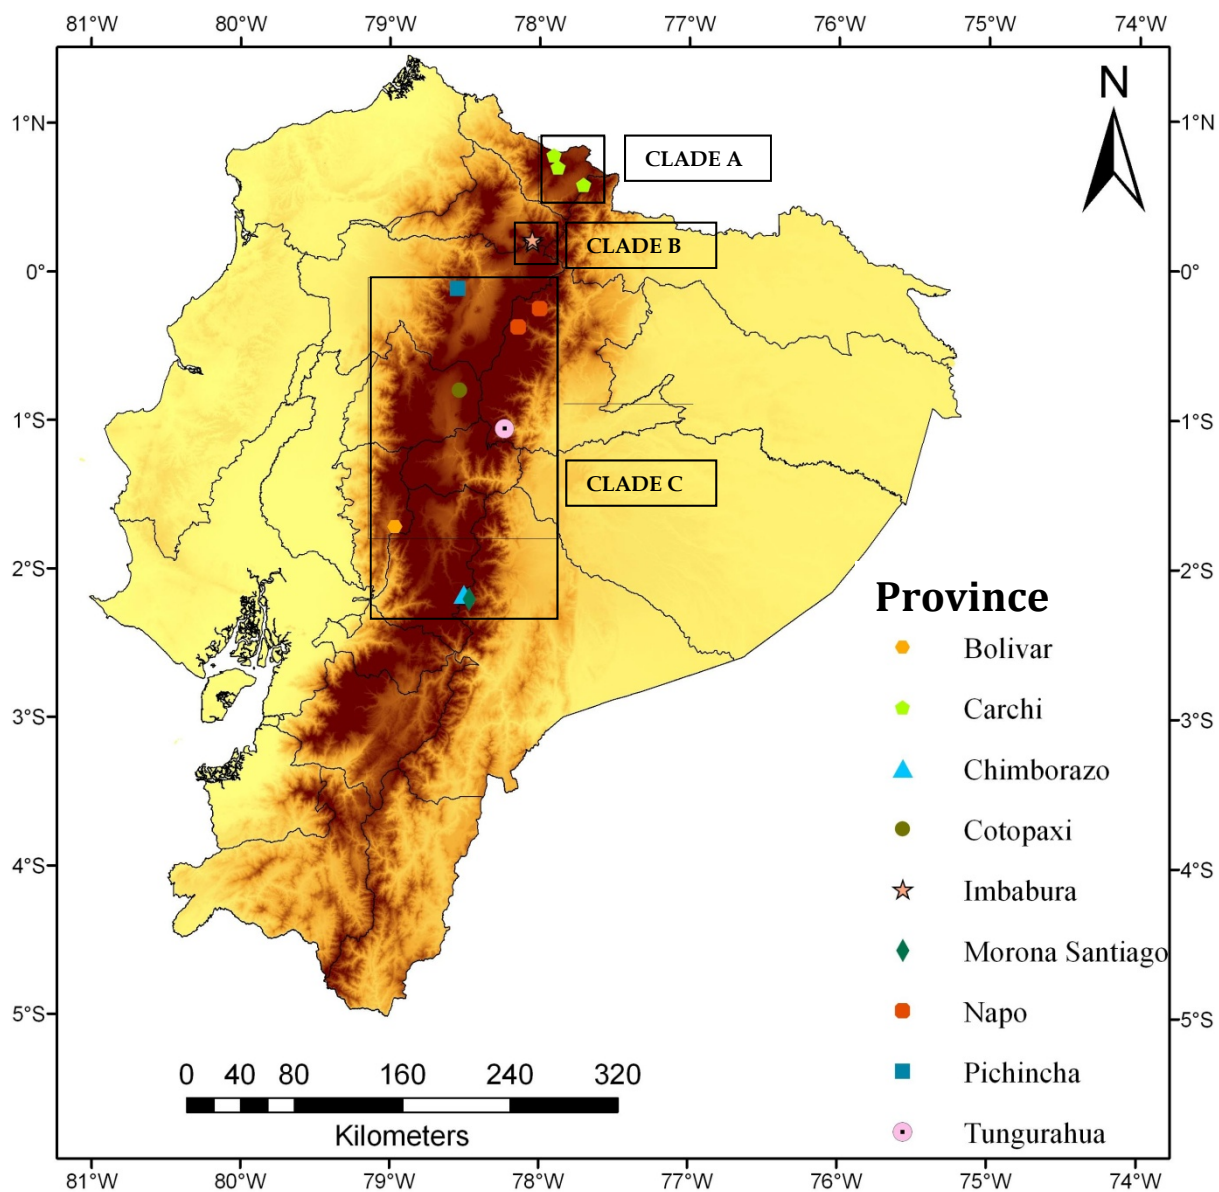 81°W 80°W 79°W 78°W 77°W 76°W 75°W 74°W
N
1°N 1°N
CLADE A
CLADE B
0° 0°
1°S 1°S
CLADE C
2°S 2°S
Province
Bolivar
Carchi
3°S 3°S
Chimborazo
Cotopaxi
4°S 4°S
Imbabura
Morona Santiago
5°S 5°S
Napo
0 40 80 160 240 320
Pichincha
Kilometers
Tungurahua
81°W 80°W 79°W 78°W 77°W 76°W 75°W 74°W